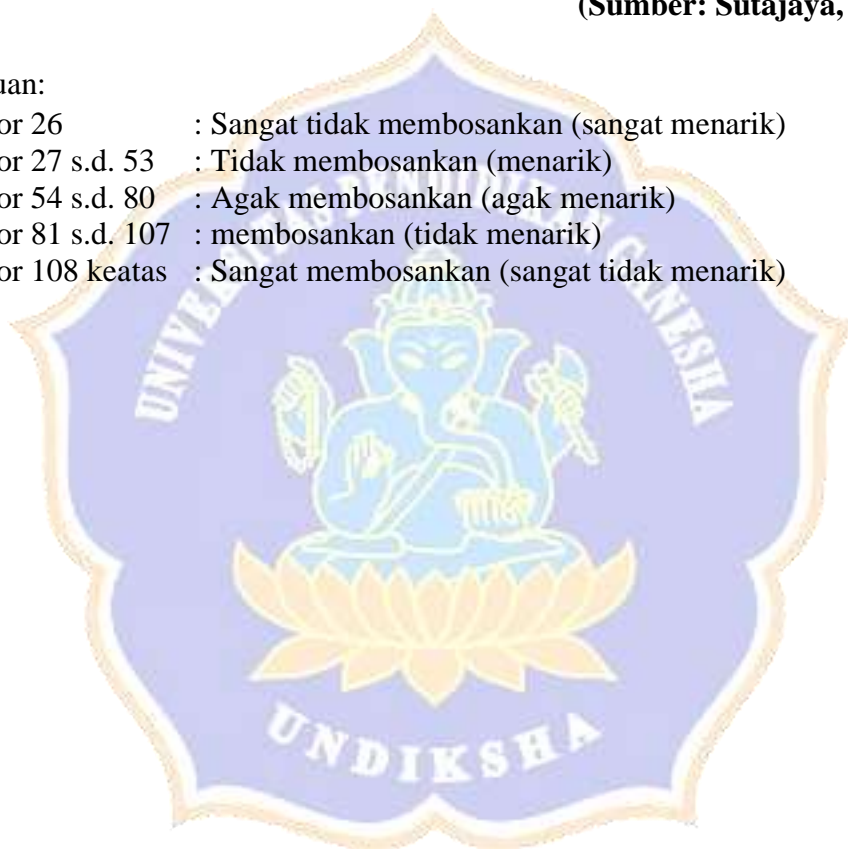 (Sumber: Sutajaya,
uan:
or 26 : Sangat tidak membosankan (sangat menarik)
or 27 s.d. 53 : Tidak membosankan (menarik)
or 54 s.d. 80 : Agak membosankan (agak menarik)
or 81 s.d. 107 : membosankan (tidak menarik)
or 108 keatas : Sangat membosankan (sangat tidak menarik)
UNIVERSITAS PENDIDIKAN GANESHA
UNDIKSHA